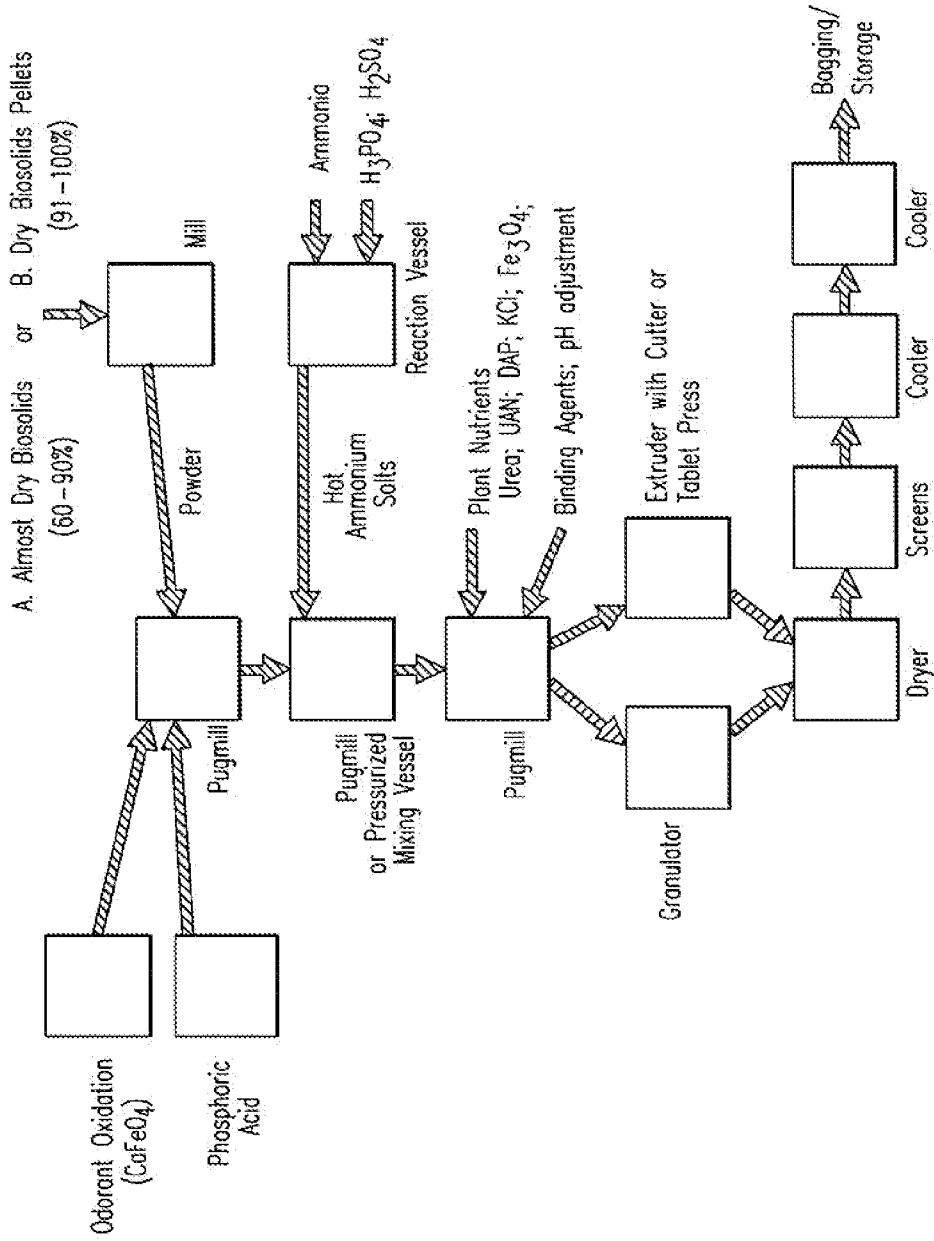 A. Almost Dry Biosolids or B. Dry Biosolids Pellets
(60-90%) (91-100%)
Mill
Powder
Odorant Oxidation
(CaFeO4)
Phosphoric
Acid
Pugmill
Ammonia
H3PO4; H2SO4
Reaction Vessel
Hot
Ammonium
Salts
Pugmill
or Pressurized
Mixing Vessel
Plant Nutrients
Urea; UAN; DAP; KCl; Fe3O4;
Binding Agents; pH adjustment
Pugmill
Granulator
Extruder with Cutter or
Tablet Press
Dryer
Screens
Coater
Cooler
Bagging/
Storage